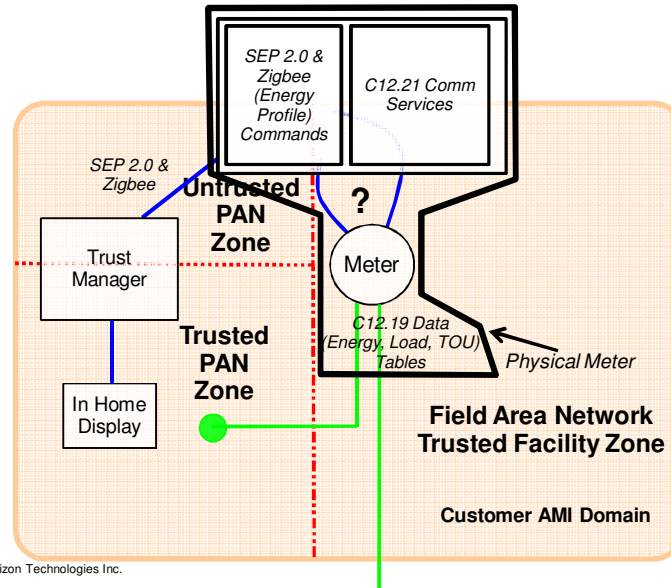 SEP 2.0 &
Zigbee
(Energy
Profile)
Commands
C12.21 Comm
Services
SEP 2.0 &
Zigbee
Untrusted
PAN
Zone
?
Trust
Manager
Meter
Trusted
PAN
Zone
C12.19 Data
(Energy, Load, TOU)
Tables
Physical Meter
In Home
Display
Field Area Network
Trusted Facility Zone
Customer AMI Domain
Technologies Inc.